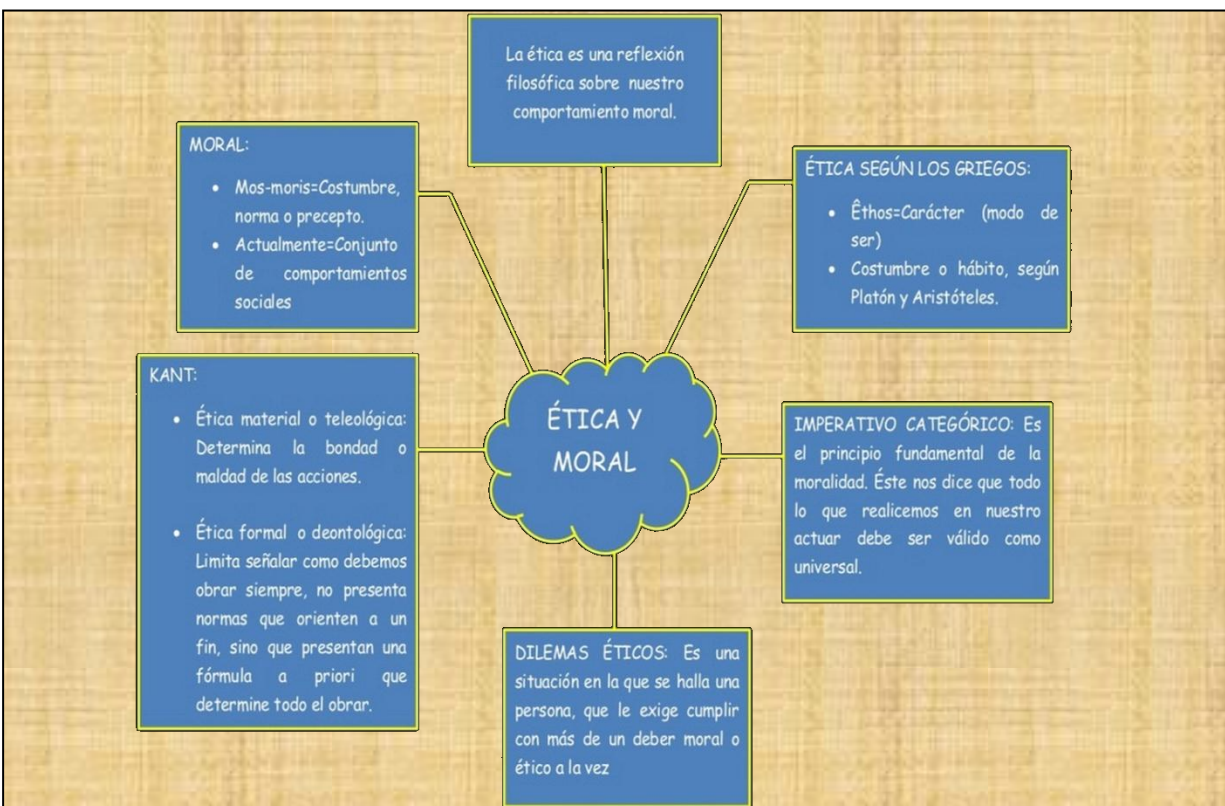 La ética es una reflexión
filosófica sobre nuestro
comportamiento moral.
MORAL:
• Mos-moris=Costumbre,
norma o precepto.
• Actualmente=Conjunto
de comportamientos
sociales
ÉTICA SEGÚN LOS GRIEGOS:
• Êthos=Carácter (modo de
ser)
• Costumbre o hábito, según
Platón y Aristóteles.
KANT:
• Ética material o teleológica:
Determina la bondad o
maldad de las acciones.
• Ética formal o deontológica:
Limita señalar como debemos
obrar siempre, no presenta
normas que orienten a un
fin, sino que presentan una
fórmula a priori que
determine todo el obrar.
ÉTICA Y
MORAL
IMPERATIVO CATEGÓRICO: Es
el principio fundamental de la
moralidad. Éste nos dice que todo
lo que realicemos en nuestro
actuar debe ser válido como
universal.
DILEMAS ÉTICOS: Es una
situación en la que se halla una
persona, que le exige cumplir
con más de un deber moral o
ético a la vez